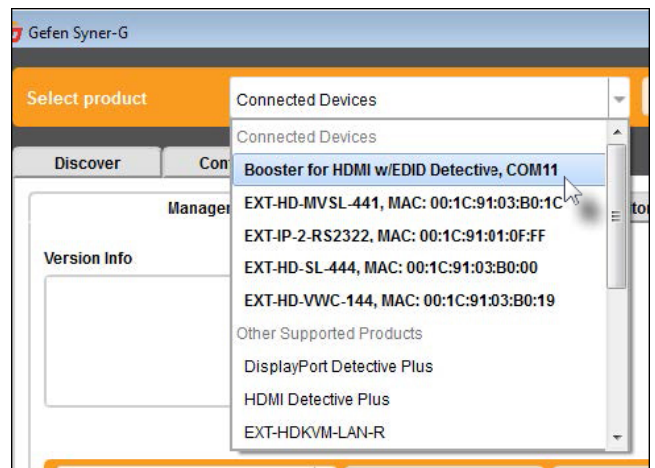 Gefen Syner-G
Select product
Connected Devices
Connected Devices
Discover
Booster for HDMI w/EDID Detective, COM11
EXT-HD-MVSL-441, MAC: 00:1C:91:03:B0:1C
EXT-IP-2-RS2322, MAC: 00:1C:91:01:0F:FF
Version Info
EXT-HD-SL-444, MAC: 00:1C:91:03:B0:00
EXT-HD-VWC-144, MAC: 00:1C:91:03:B0:19
Other Supported Products
DisplayPort Detective Plus
HDMI Detective Plus
EXT-HDKVM-LAN-R